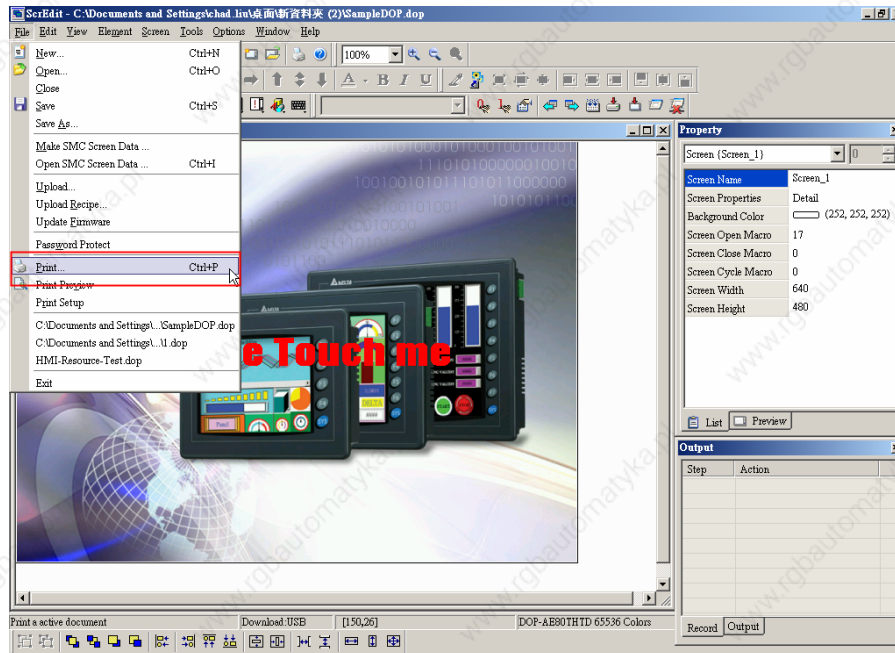 ScrEdit - C:\Documents and Settings\chad.liu\桌面\新資料夾 (2)\SampleDOP.dop
File Edit View Element Screen Tools Options Window Help
New... Ctrl+N
Open... Ctrl+O
Close
Save Ctrl+S
Save As...
Make SMC Screen Data ...
Open SMC Screen Data ... Ctrl+I
Upload...
Upload Recipe...
Update Firmware
Password Protect
Print... Ctrl+P
Print Preview
Print Setup
C:\Documents and Settings\...\SampleDOP.dop
C:\Documents and Settings\...\1.dop
HMI-Resource-Test.dop
Exit
100%
A B I U
e Touch me
DELTA
START
Property
Screen {Screen_1} 0
Screen Name Screen_1
Screen Properties Detail
Background Color (252, 252, 252)
Screen Open Macro 17
Screen Close Macro 0
Screen Cycle Macro 0
Screen Width 640
Screen Height 480
List Preview
Output
Step Action
Record Output
Print a active document Download:USB [150,26] DOP-AE80THTD 65536 Colors
www.rgbautomatyka.pl